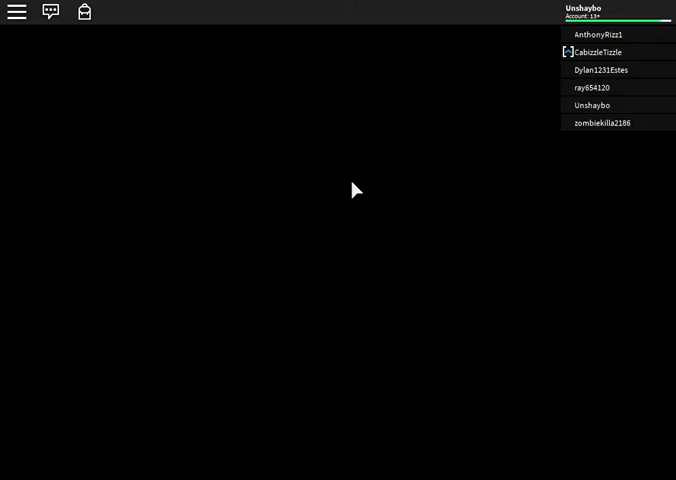 Unshaybo
Account: 13+
AnthonyRizz1
CabizzleTizzle
Dylan1231Estes
ray654120
Unshaybo
zombiekilla2186